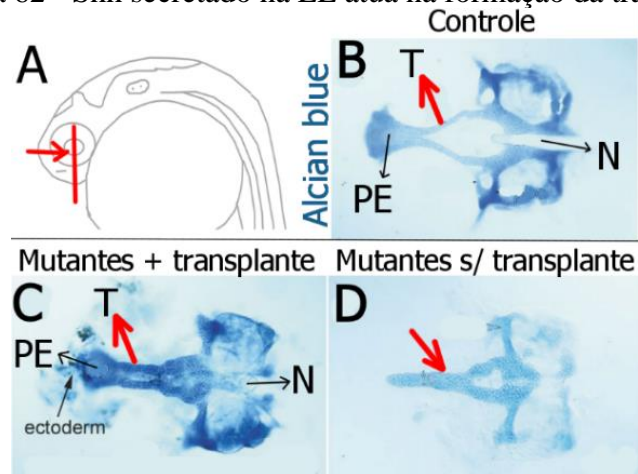 Controle
A
B
T
Alcian blue
PE
N
Mutantes + transplante
Mutantes s/ transplante
C
T
PE
N
ectoderm
D